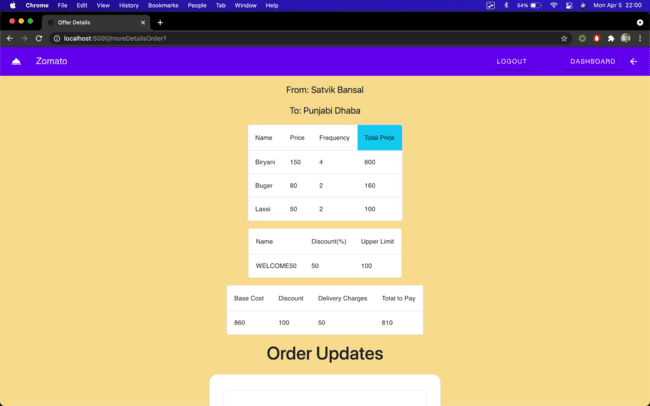 Chrome File Edit View History Bookmarks People Tab Window Help 54% Mon Apr 5 22:00
Offer Details
localhost:5000/moreDetailsOrder1
Zomato LOGOUT DASHBOARD
From: Satvik Bansal
To: Punjabi Dhaba
Name Price Frequency Total Price
Biryani 150 4 600
Buger 80 2 160
Lassi 50 2 100
Name Discount(%) Upper Limit
WELCOME50 50 100
Base Cost Discount Delivery Charges Total to Pay
860 100 50 810
Order Updates